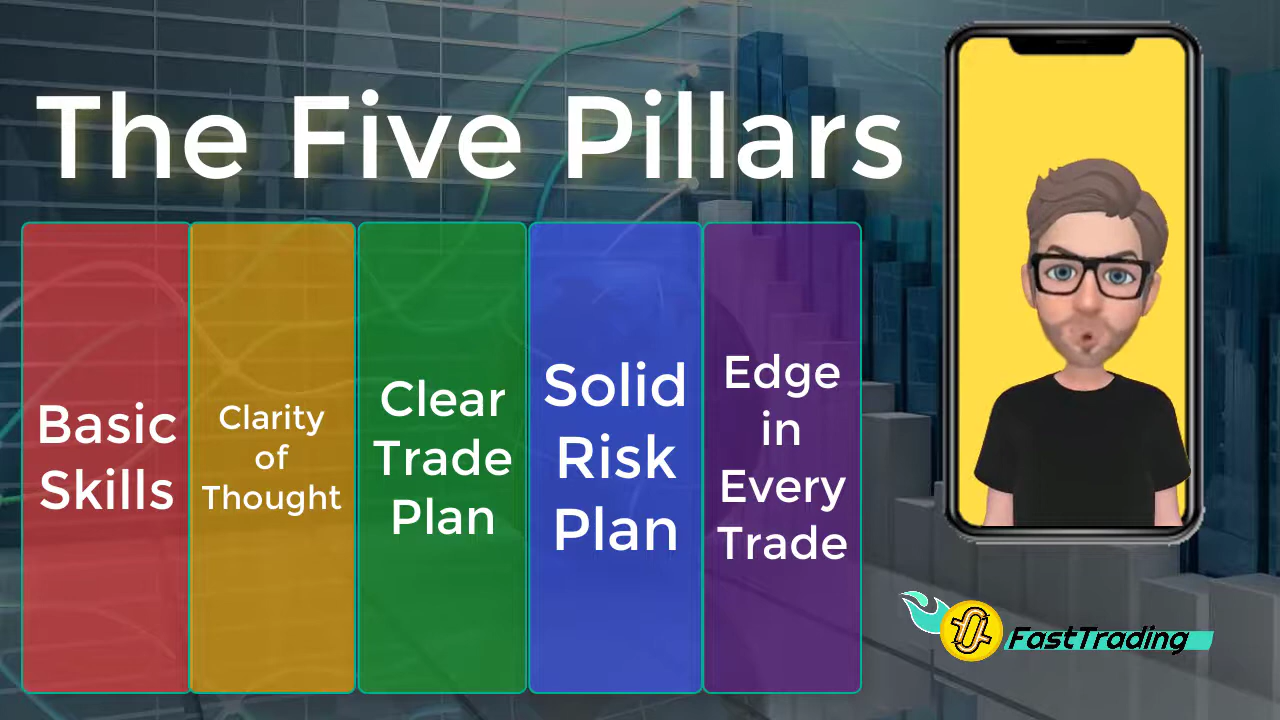 The Five Pillars
Basic
Skills
Clarity
of
Thought
Clear
Trade
Plan
Solid
Risk
Plan
Edge
in
Every
Trade
FastTrading